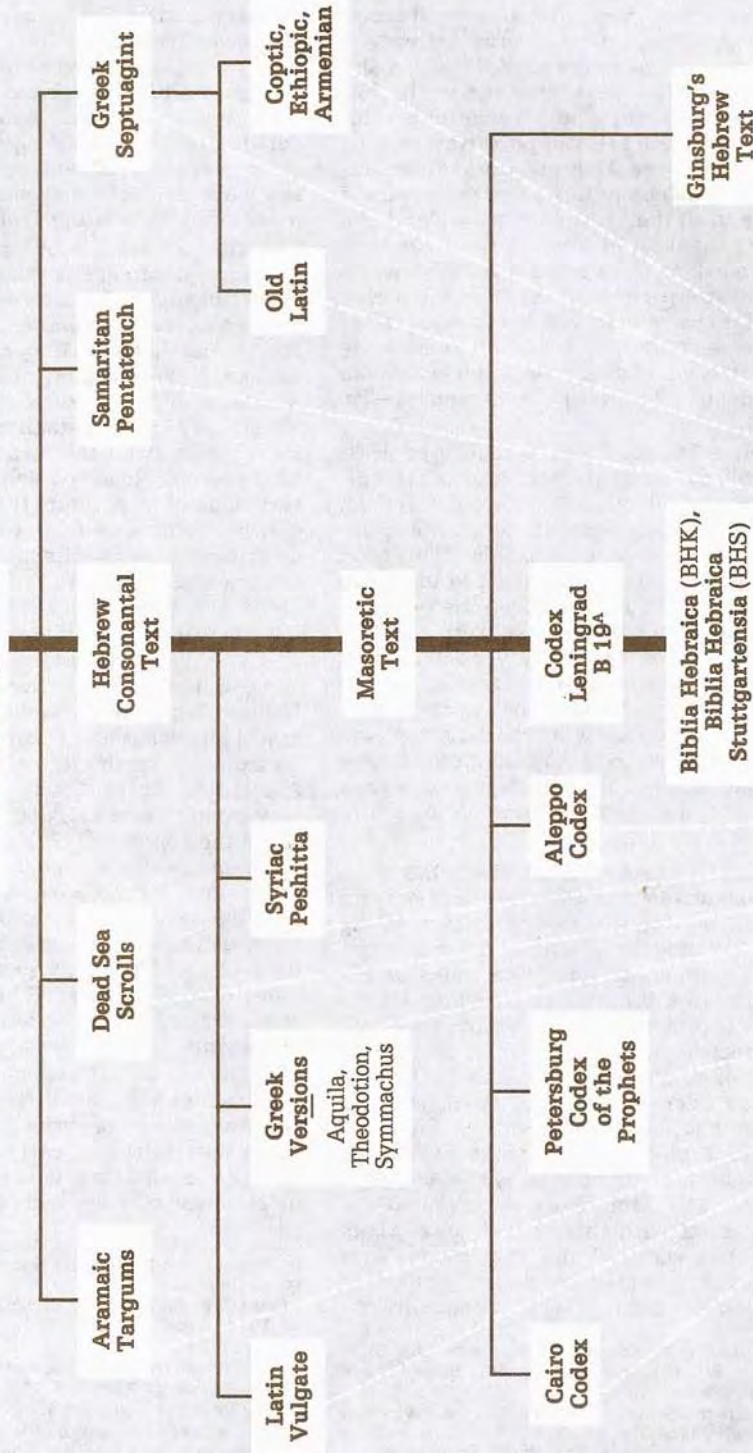 Aramaic
Targums
Dead Sea
Scrolls
Hebrew
Consonantal
Text
Samaritan
Pentateuch
Greek
Septuagint
Latin
Vulgate
Greek
Versions
Aquila,
Theodotion,
Symmachus
Syriac
Peshitta
Masoretic
Text
Old
Latin
Coptic,
Ethiopic,
Armenian
Cairo
Codex
Petersburg
Codex
of the
Prophets
Aleppo
Codex
Codex
Leningrad
B 19A
Ginsburg's
Hebrew
Text
Biblia Hebraica (BHK),
Biblia Hebraica
Stuttgartensia (BHS)